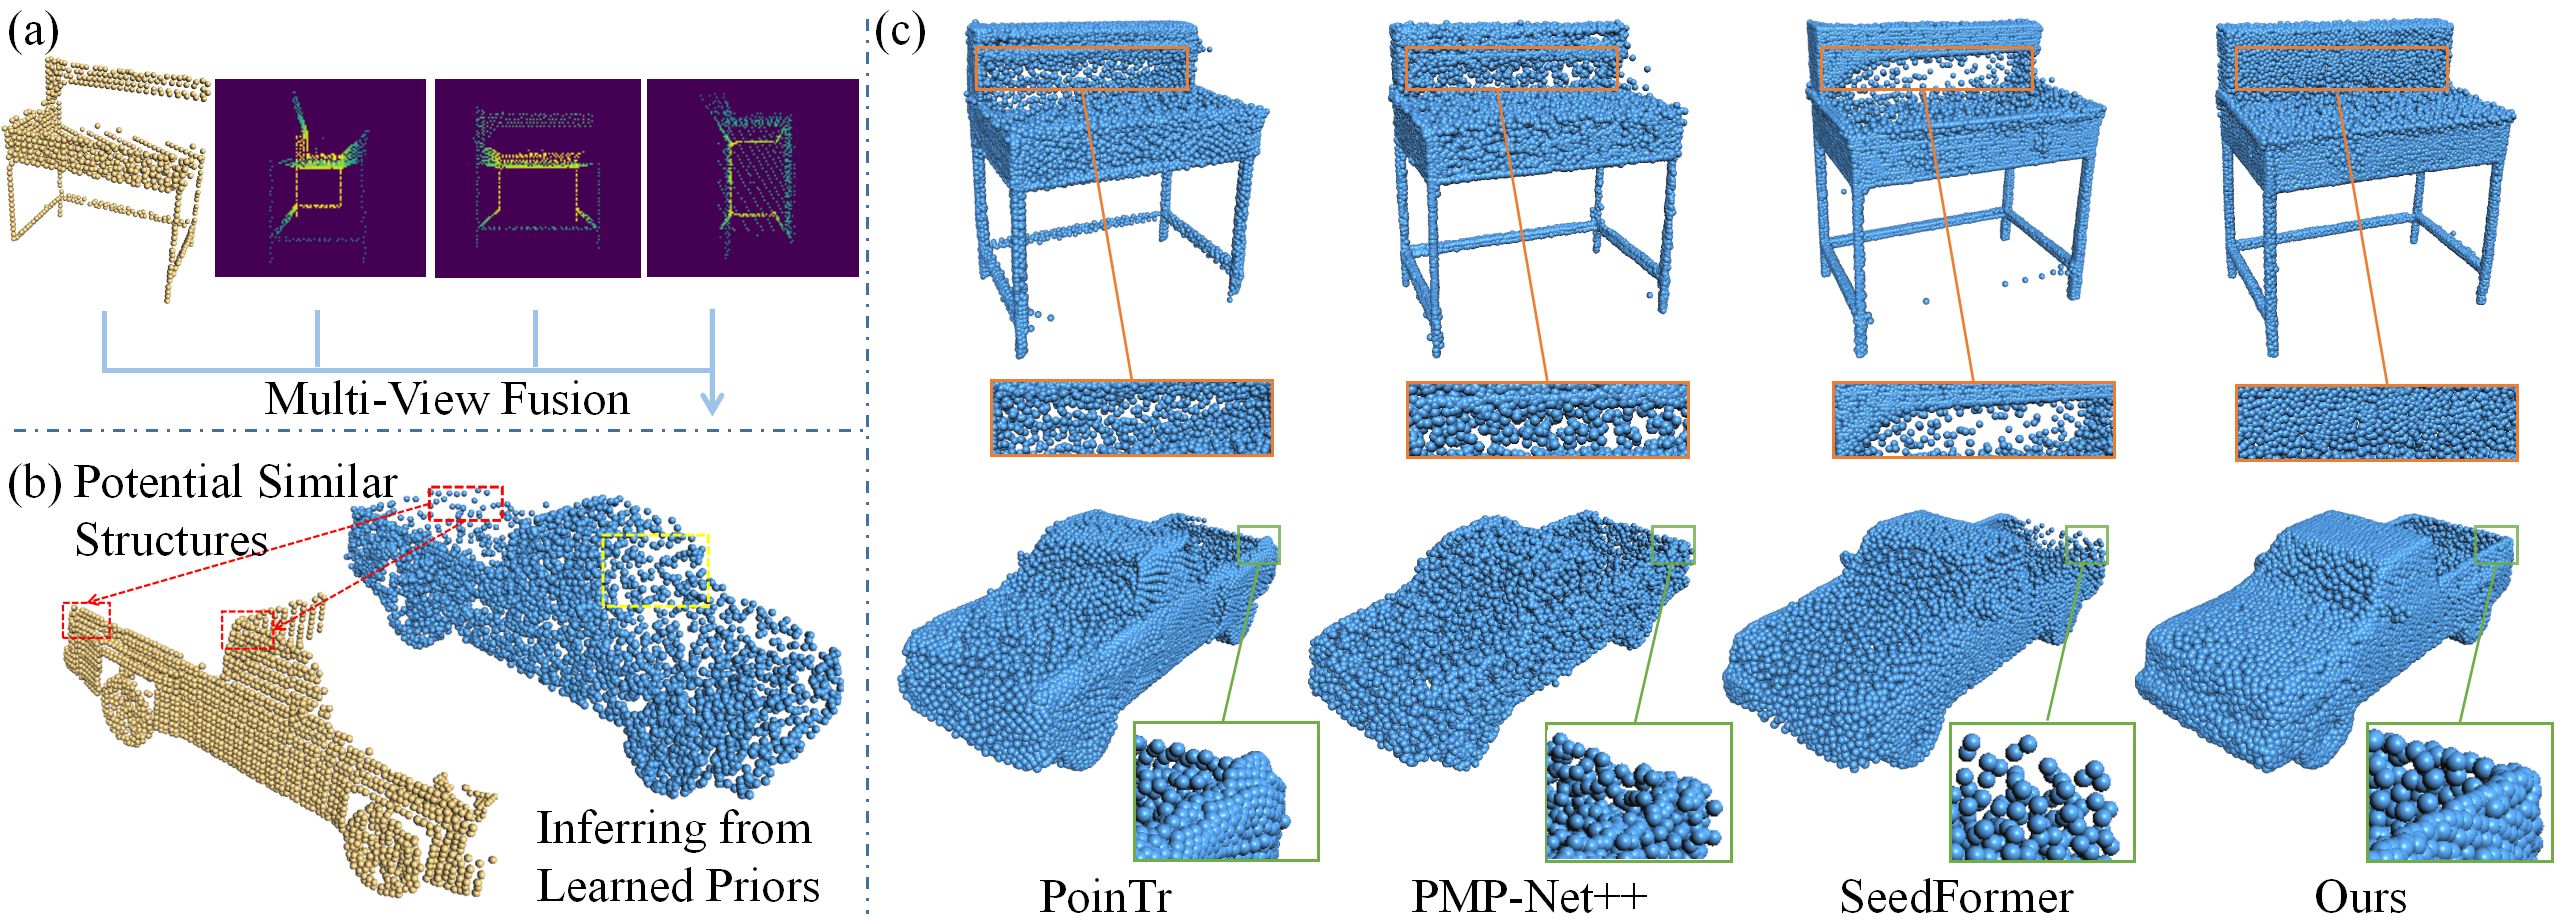 (a)
Multi-View Fusion
(b) Potential Similar
Structures
Inferring from
Learned Priors
(c)
PoinTr
PMP-Net++
SeedFormer
Ours